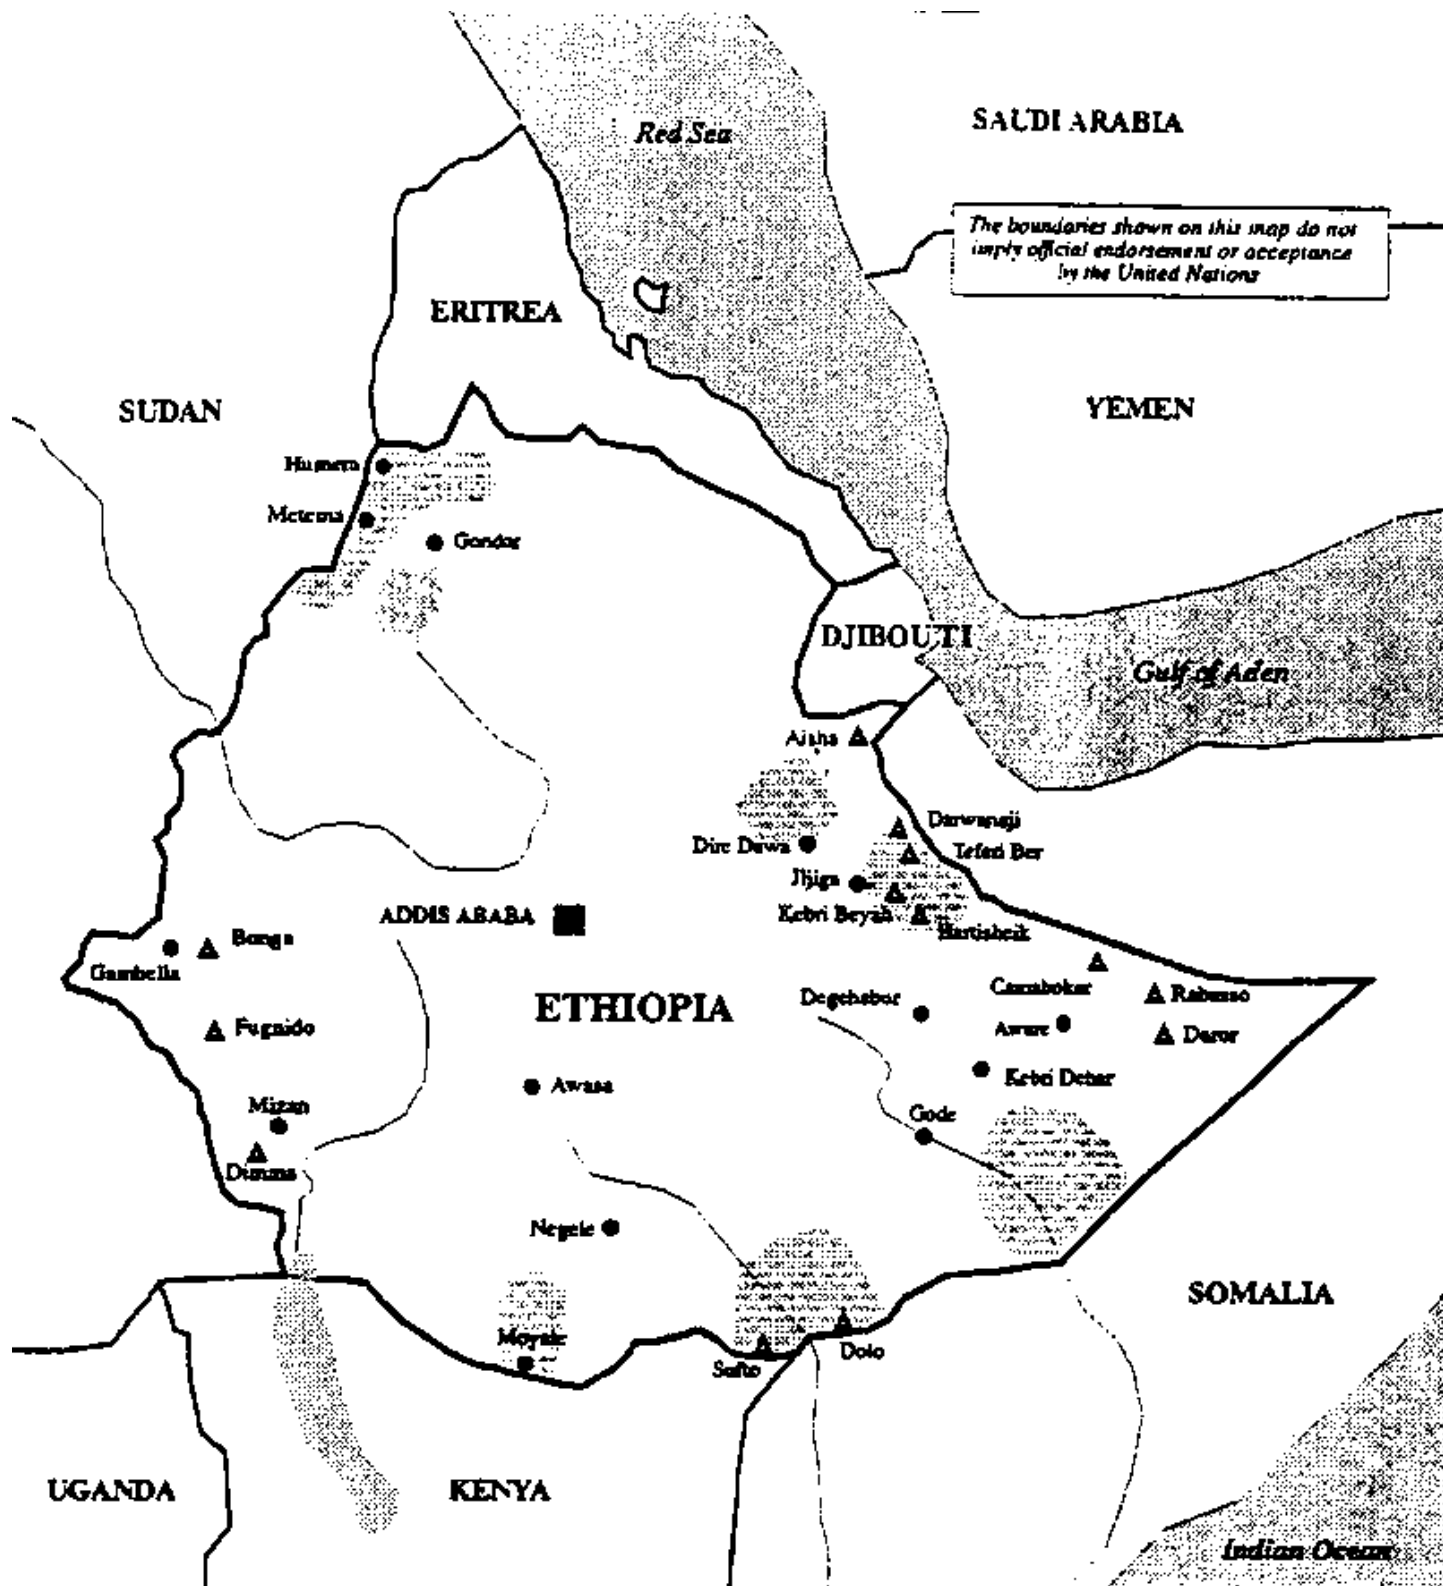 Red Sea
SAUDI ARABIA
The boundaries shown on this map do not
imply official endorsement or acceptance
by the United Nations
ERITREA
SUDAN
YEMEN
Humera
Metema
Gondar
DJIBOUTI
Gulf of Aden
Aisha
Darwanaji
Dire Dawa
Teferi Ber
Jijiga
Kebri Beyah
ADDIS ABABA
Hartisheik
Bonga
Gambella
Camabokar
ETHIOPIA
Degehabor
Rabasso
Fugnido
Aware
Daror
Awasa
Kebri Dehar
Mizan
Gode
Dimma
Negele
SOMALIA
Moyale
Dolo
Sufto
UGANDA
KENYA
Indian Ocean